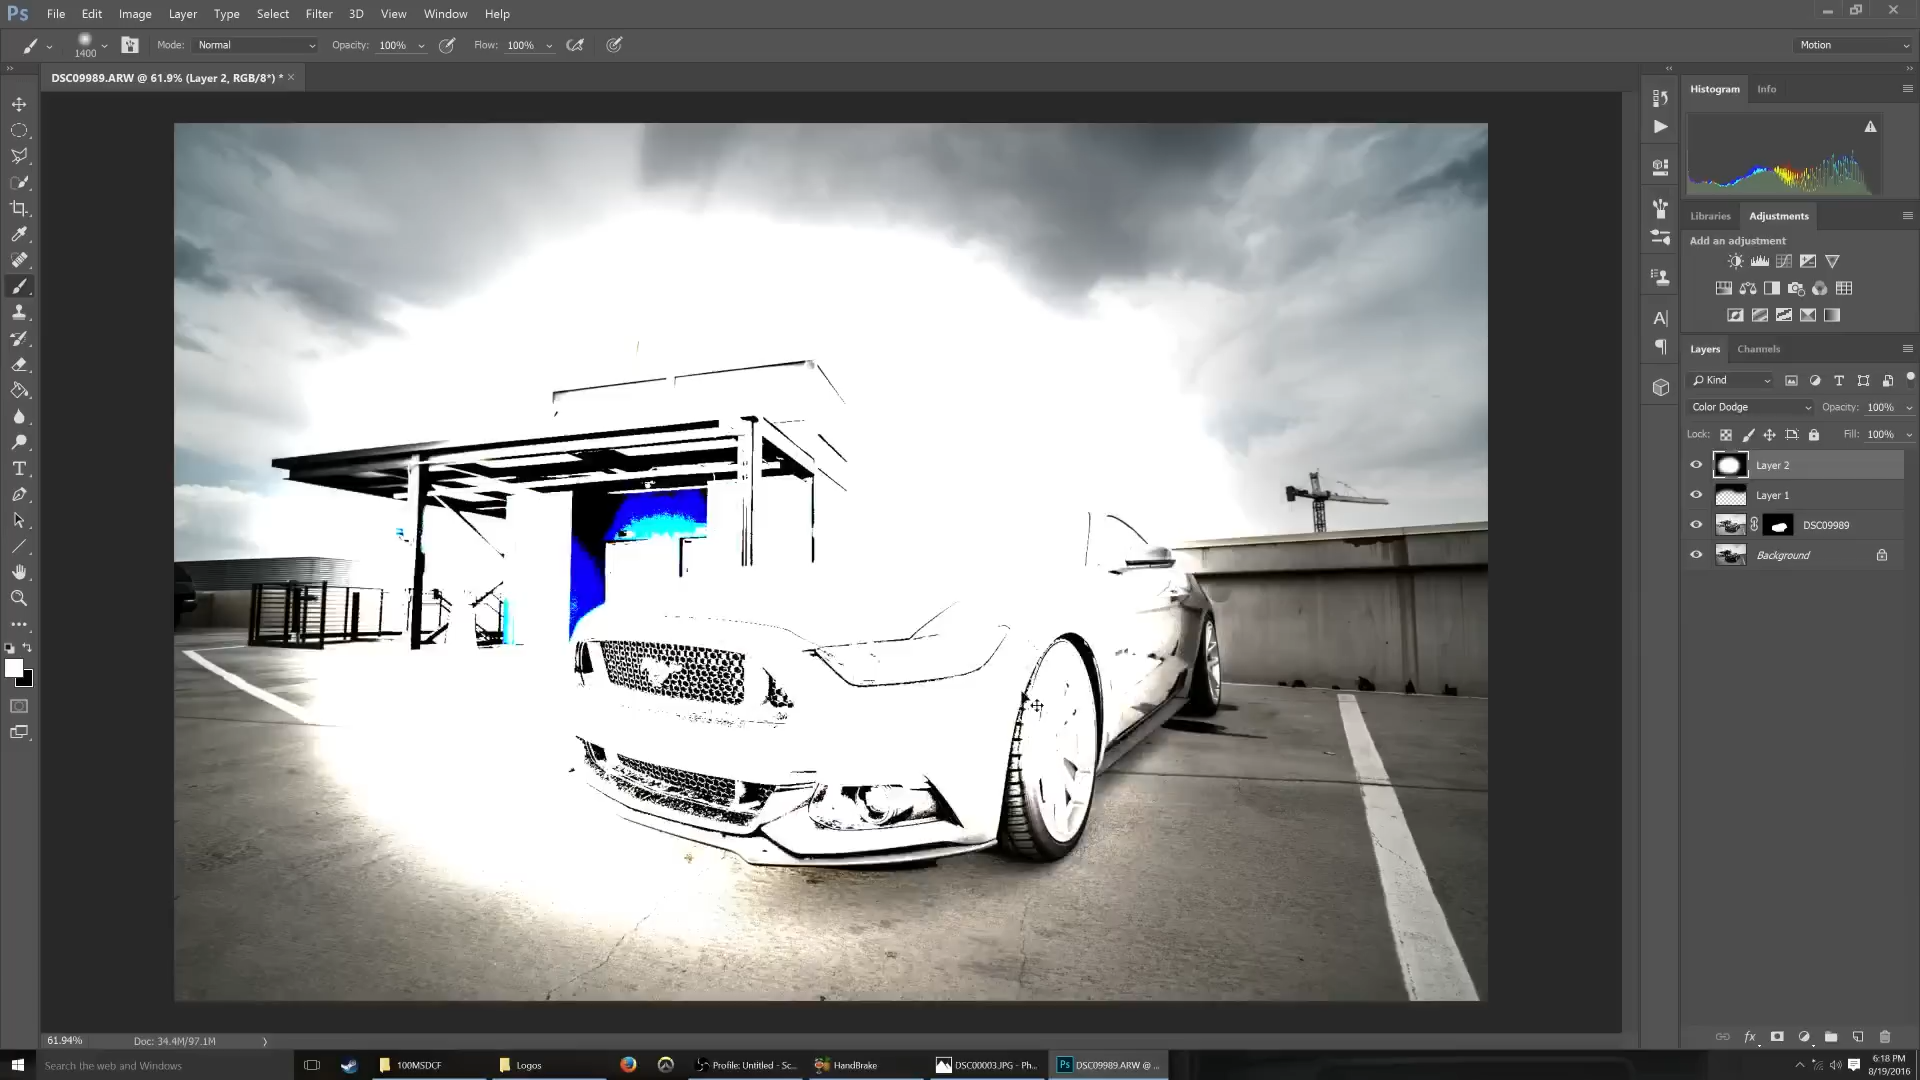 Ps File Edit Image Layer Type Select Filter 3D View Window Help
1400 Mode: Normal Opacity: 100% Flow: 100% Motion
DSC09989.ARW @ 61.9% (Layer 2, RGB/8*) * ×
Histogram Info
Libraries Adjustments
Add an adjustment
Layers Channels
Kind
Color Dodge Opacity: 100%
Lock: Fill: 100%
Layer 2
Layer 1
DSC09989
Background
61.94% Doc: 34.4M/97.1M
Search the web and Windows 100MSDCF Logos Profile: Untitled - Sc... HandBrake DSC00003.JPG - Ph... Ps DSC09989.ARW @ ...
6:18 PM
8/19/2016